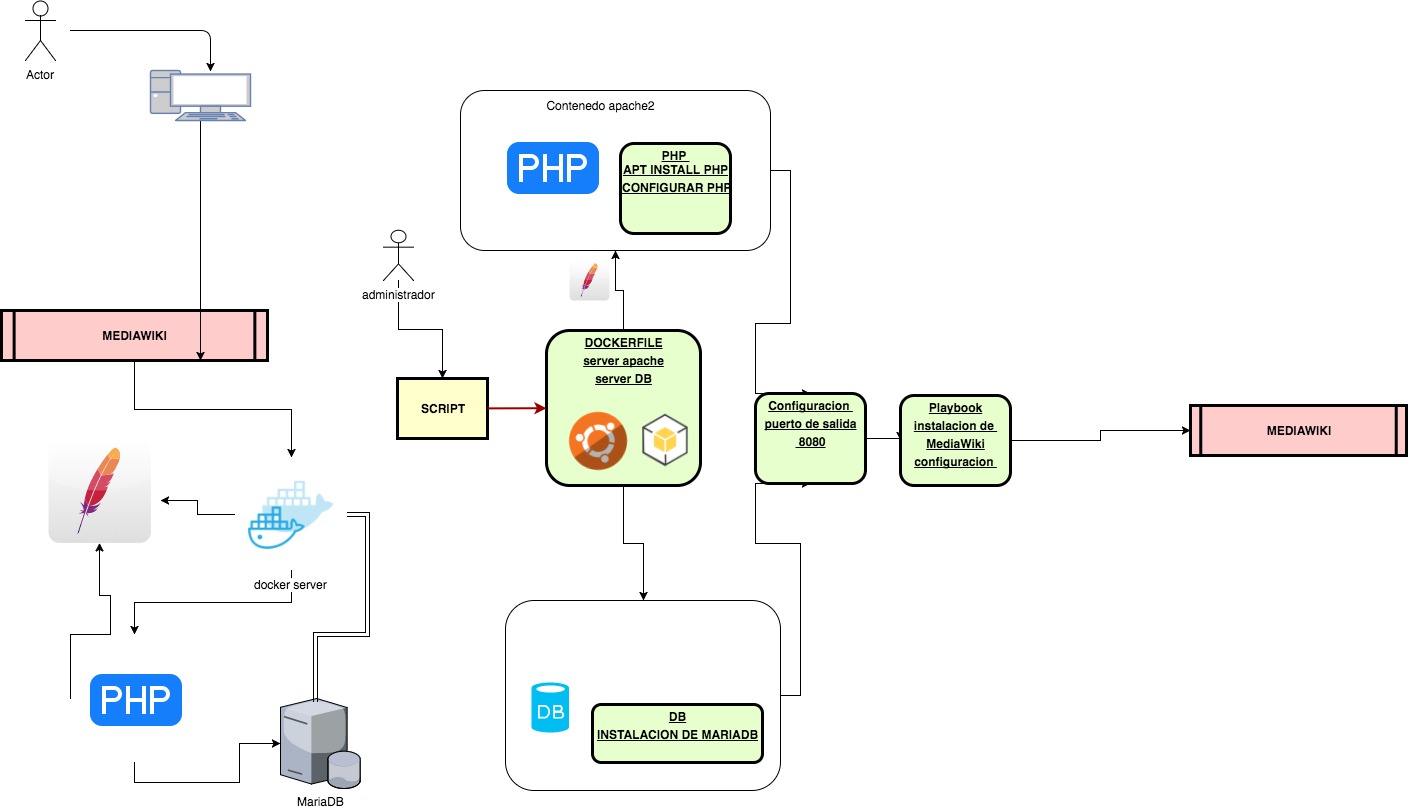 Actor
MEDIAWIKI
docker server
PHP
MariaDB
administrador
SCRIPT
Contenedo apache2
PHP
PHP
APT INSTALL PHP
CONFIGURAR PHP
DOCKERFILE
server apache
server DB
Configuracion
puerto de salida
8080
Playbook
instalacion de
MediaWiki
configuracion
MEDIAWIKI
DB
DB
INSTALACION DE MARIADB